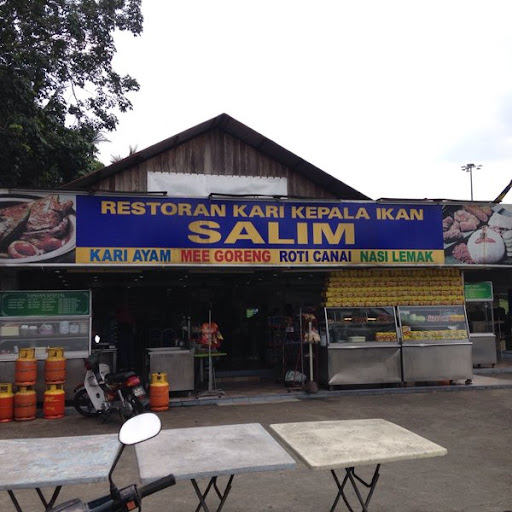 RESTORAN KARI KEPALA IKAN
SALIM
KARI AYAM MEE GORENG ROTI CANAI NASI LEMAK